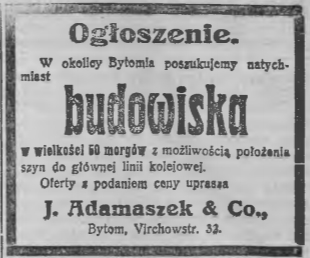 Ogłoszenie.
W okolicy Bytomia poszukujemy natych-
miast
budowiska
w wielkości 50 morgów z możliwością położenia
szyn do głównej linii kolejowej.
Oferty z podaniem ceny uprasza
J. Adamaszek & Co.,
Bytom, Virchowstr. 33.